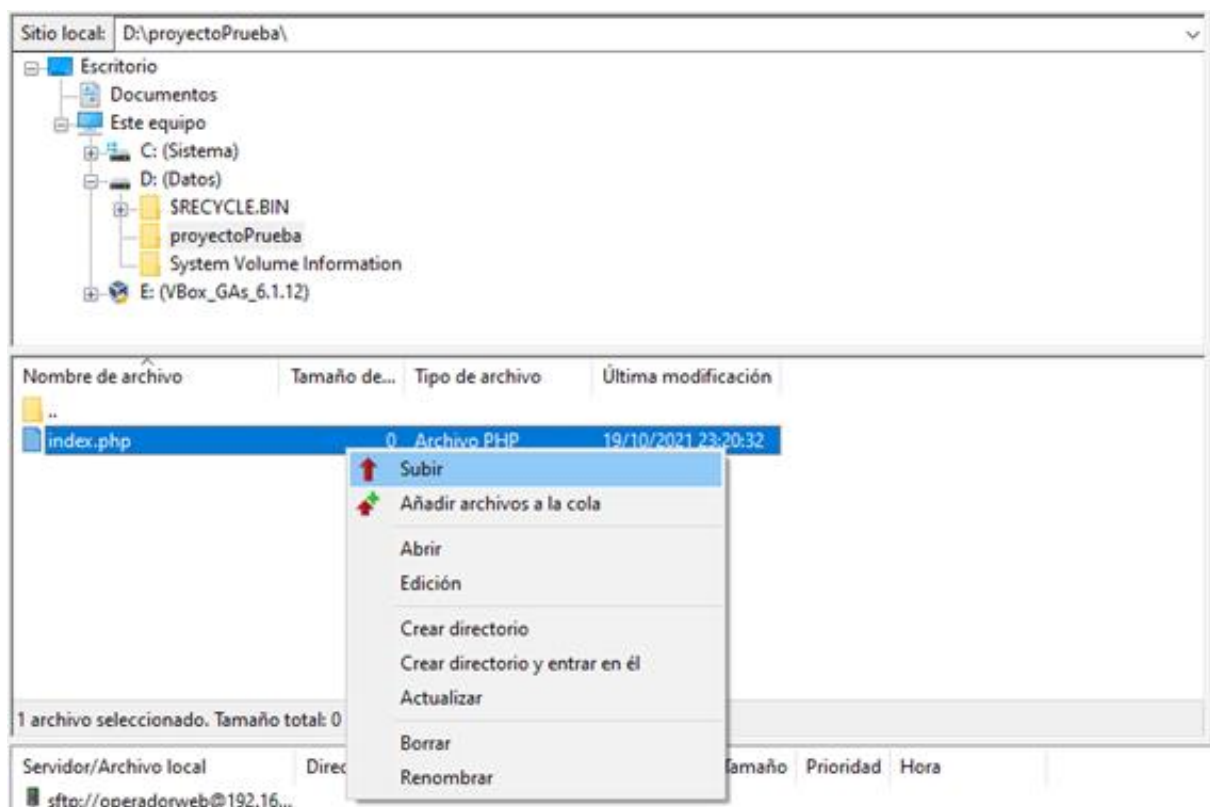 Sitio local: D:\proyectoPrueba\
Escritorio
Documentos
Este equipo
C: (Sistema)
D: (Datos)
$RECYCLE.BIN
proyectoPrueba
System Volume Information
E: (VBox_GAs_6.1.12)
Nombre de archivo Tamaño de... Tipo de archivo Última modificación
..
index.php 0 Archivo PHP 19/10/2021 23:20:32
Subir
Añadir archivos a la cola
Abrir
Edición
Crear directorio
Crear directorio y entrar en él
Actualizar
1 archivo seleccionado. Tamaño total: 0
Borrar
Servidor/Archivo local Direc Tamaño Prioridad Hora
Renombrar
sftp://operadorweb@192.16...